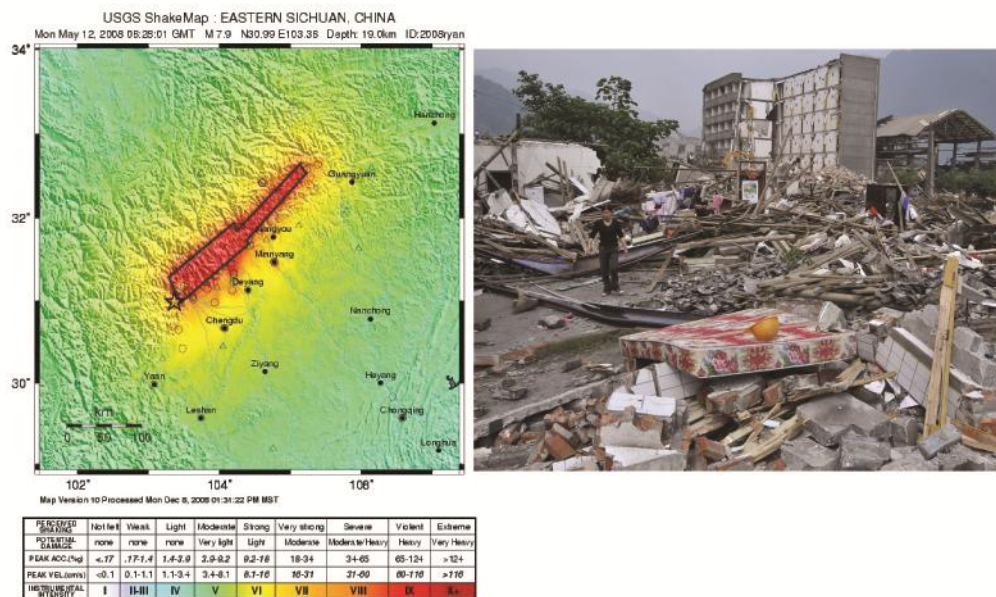 USGS ShakeMap : EASTERN SICHUAN, CHINA
Mon May 12, 2008 06:28:01 GMT M 7.9 N30.99 E103.36 Depth: 19.0km ID:2008ryan
34°
32°
30°
Hanzhong
Guangyuan
Jiangyou
Mianyang
Deyang
Nanchong
Chengdu
Ziyang
Yaan
Heyang
Leshan
Chongqing
Longhua
km
0 50 100
102° 104° 106° 108°
Map Version 10 Processed Mon Dec 8, 2008 01:31:22 PM MST
PERCEIVED SHAKING Not felt Weak Light Moderate Strong Very strong Severe Violent Extreme
POTENTIAL DAMAGE none none none Very light Light Moderate Moderate/Heavy Heavy Very Heavy
PEAK ACC.(%g) <.17 .17-1.4 1.4-3.9 3.9-9.2 9.2-18 18-34 34-65 65-124 >124
PEAK VEL.(cm/s) <0.1 0.1-1.1 1.1-3.4 3.4-8.1 8.1-16 16-31 31-60 60-116 >116
INSTRUMENTAL INTENSITY I II-III IV V VI VII VIII IX X+